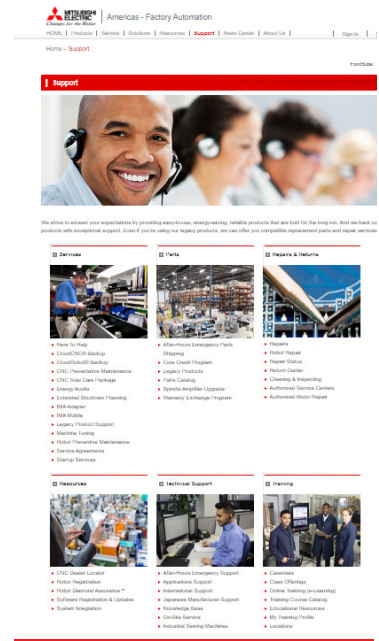 MITSUBISHI
ELECTRIC
Changes for the Better
Americas - Factory Automation
HOME | Products | Service | Solutions | Resources | Support | News Center | About Us |
Sign In |
Home > Support
FontSize:
Support
We strive to exceed your expectations by providing easy-to-use, energy-saving, reliable products that are built for the long run. And we back our
products with exceptional support. Even if you're using our legacy products, we can offer you compatible replacement parts and repair services
Services
Here To Help
CloudCNC® Backup
CloudRobot® Backup
CNC Preventative Maintenance
CNC Total Care Package
Energy Audits
Extended Shutdown Planning
IMA Adapter
IMA Mobile
Legacy Product Support
Machine Tuning
Robot Preventive Maintenance
Service Agreements
Startup Services
Parts
After-Hours Emergency Parts
Shipping
Core Credit Program
Legacy Products
Parts Catalog
Spindle Amplifier Upgrade
Warranty Exchange Program
Repairs & Returns
Repairs
Robot Repair
Repair Status
Return Center
Cleaning & Inspecting
Authorized Service Centers
Authorized Motor Repair
Resources
CNC Dealer Locator
Robot Registration
Robot Diamond Assurance™
Software Registration & Updates
System Integration
Technical Support
After-Hours Emergency Support
Applications Support
International Support
Japanese Manufacturer Support
Knowledge Base
On-Site Service
Industrial Sewing Machines
Training
Calendars
Class Offerings
Online Training (e-Learning)
Training Course Catalog
Educational Resources
My Training Profile
Locations